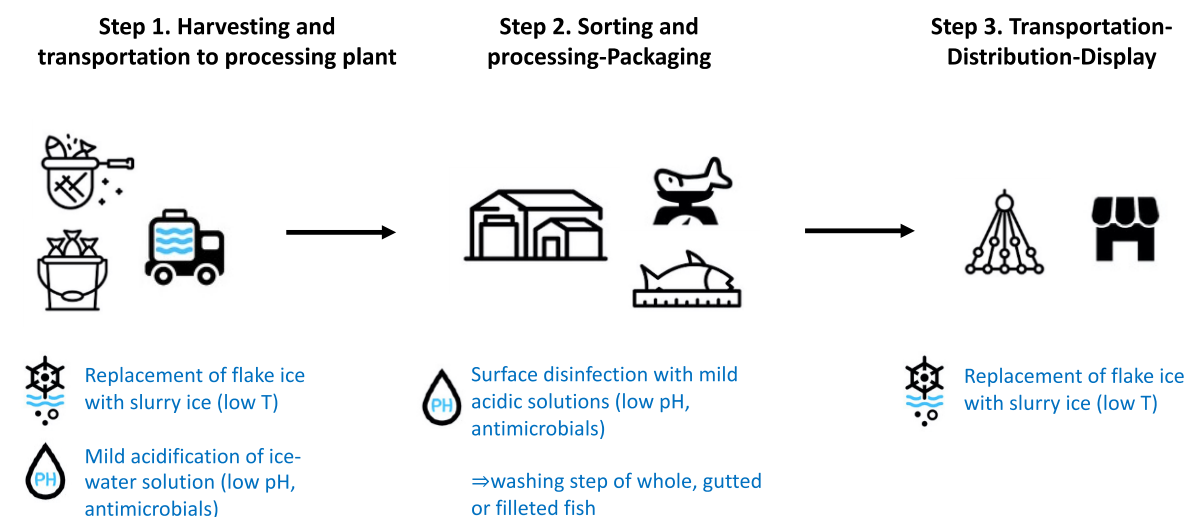 Step 1. Harvesting and
transportation to processing plant
Step 2. Sorting and
processing-Packaging
Step 3. Transportation-
Distribution-Display
Replacement of flake ice
with slurry ice (low T)
PH
Mild acidification of ice-
water solution (low pH,
antimicrobials)
PH
Surface disinfection with mild
acidic solutions (low pH,
antimicrobials)
⇒washing step of whole, gutted
or filleted fish
Replacement of flake ice
with slurry ice (low T)